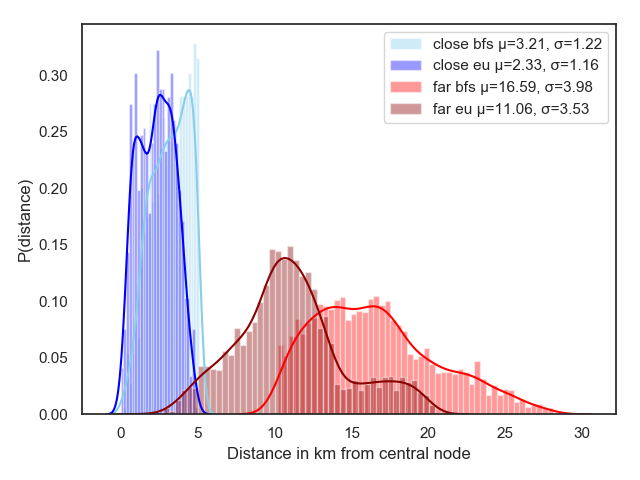 close bfs μ=3.21, σ=1.22
close eu μ=2.33, σ=1.16
far bfs μ=16.59, σ=3.98
far eu μ=11.06, σ=3.53
P(distance)
0.30
0.25
0.20
0.15
0.10
0.05
0.00
0 5 10 15 20 25 30
Distance in km from central node